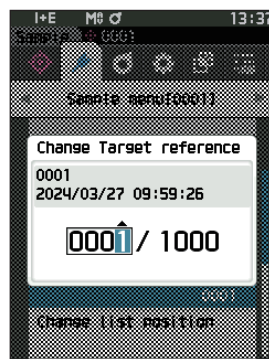 I+E M 13:37
Sample 0001
Sample menu[0001]
Change Target reference
0001
2024/03/27 09:59:26
0001 / 1000
0001
Change list position